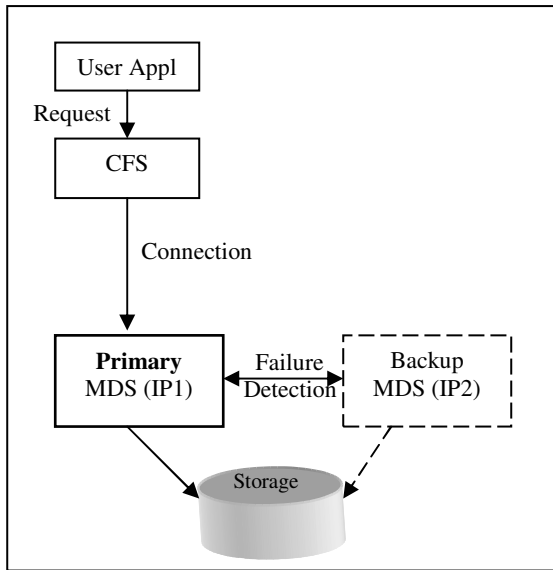 User Appl
Request
CFS
Connection
Primary
MDS (IP1)
Failure
Detection
Backup
MDS (IP2)
Storage